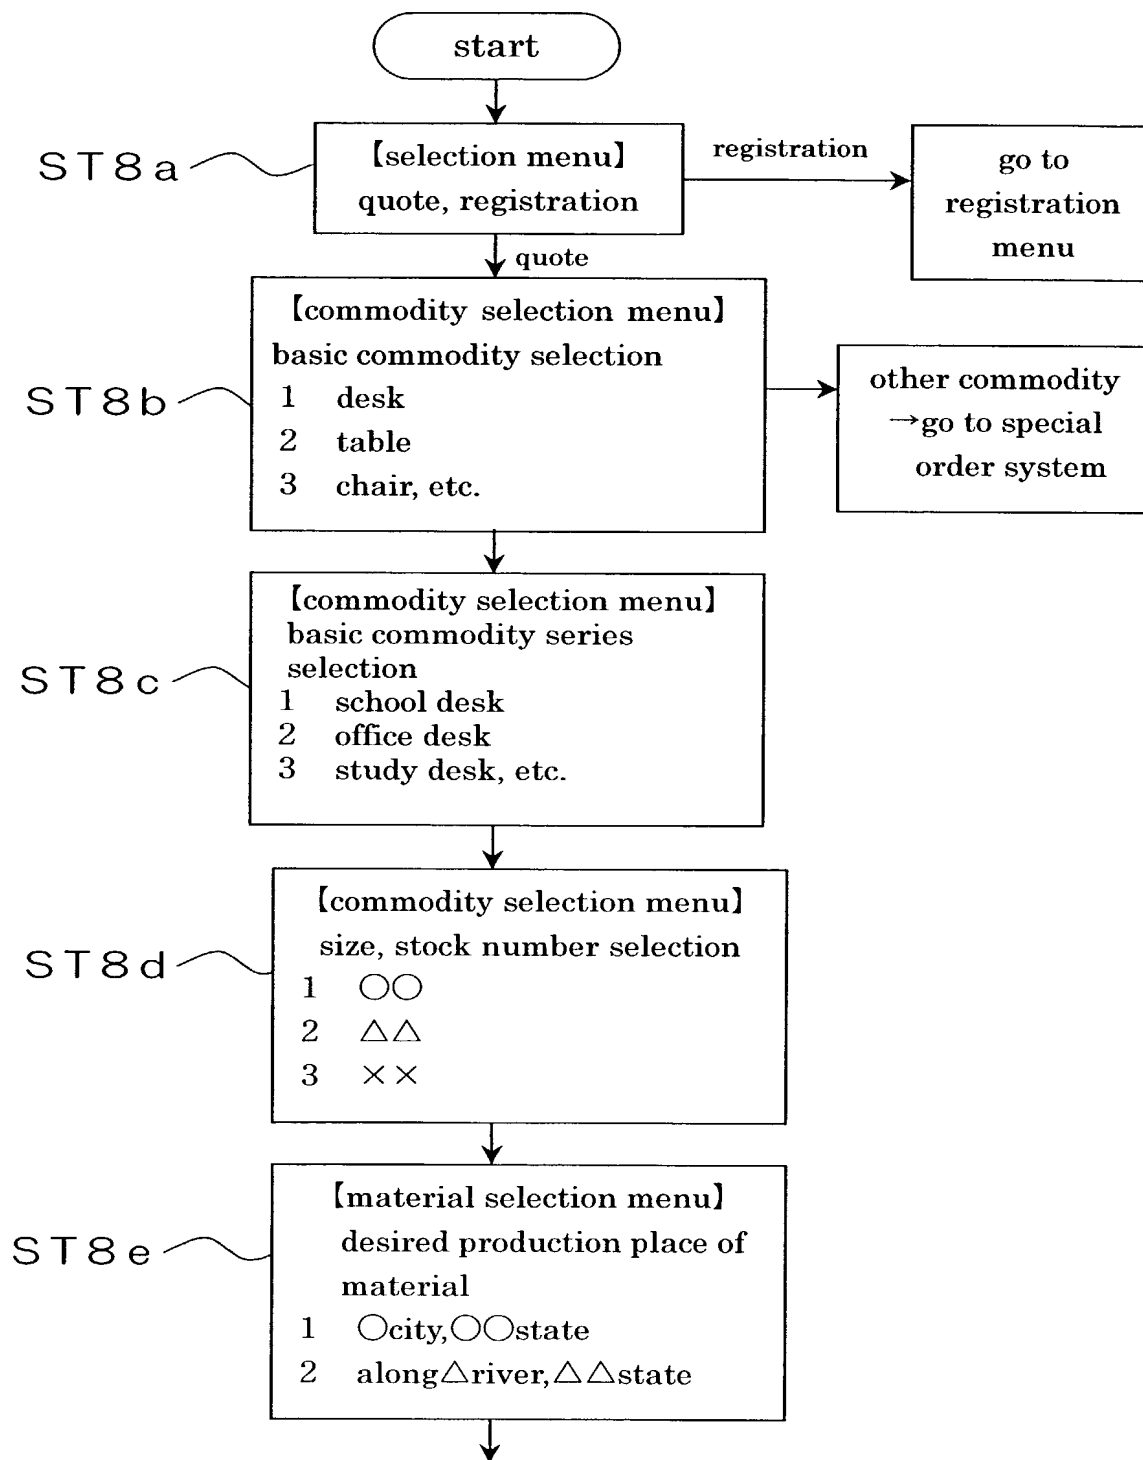 start
ST8a
【selection menu】
quote, registration
registration
go to
registration
menu
quote
ST8b
【commodity selection menu】
basic commodity selection
1 desk
2 table
3 chair, etc.
other commodity
→go to special
order system
ST8c
【commodity selection menu】
basic commodity series
selection
1 school desk
2 office desk
3 study desk, etc.
ST8d
【commodity selection menu】
size, stock number selection
1 ○○
2 △△
3 ××
ST8e
【material selection menu】
desired production place of
material
1 ○city,○○state
2 along△river,△△state